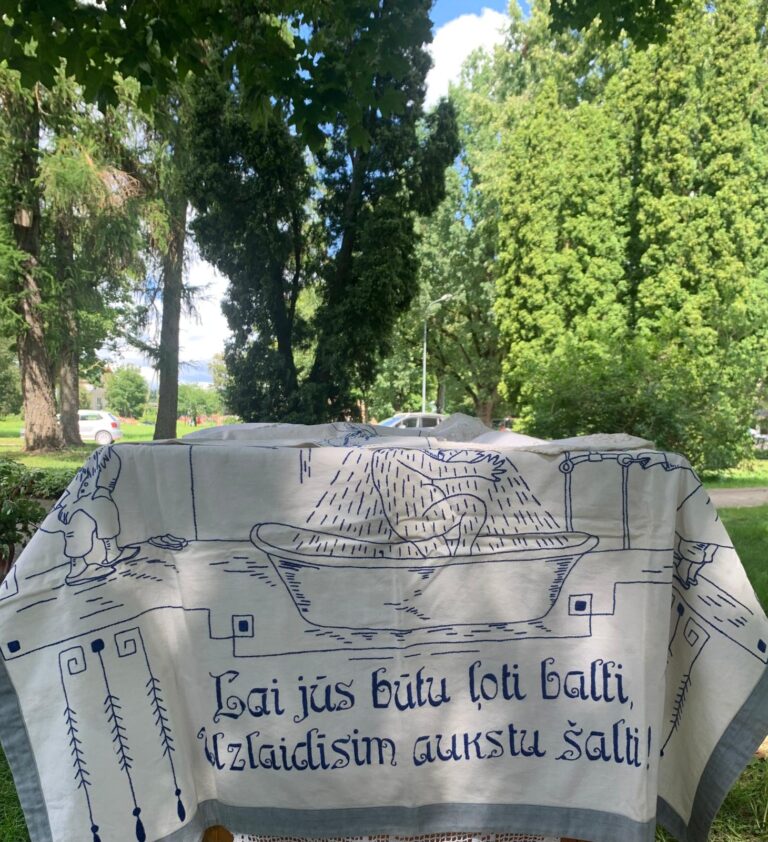 Lai jūs būtu ļoti balti,
Uzlaidīsim aukstu šalti!